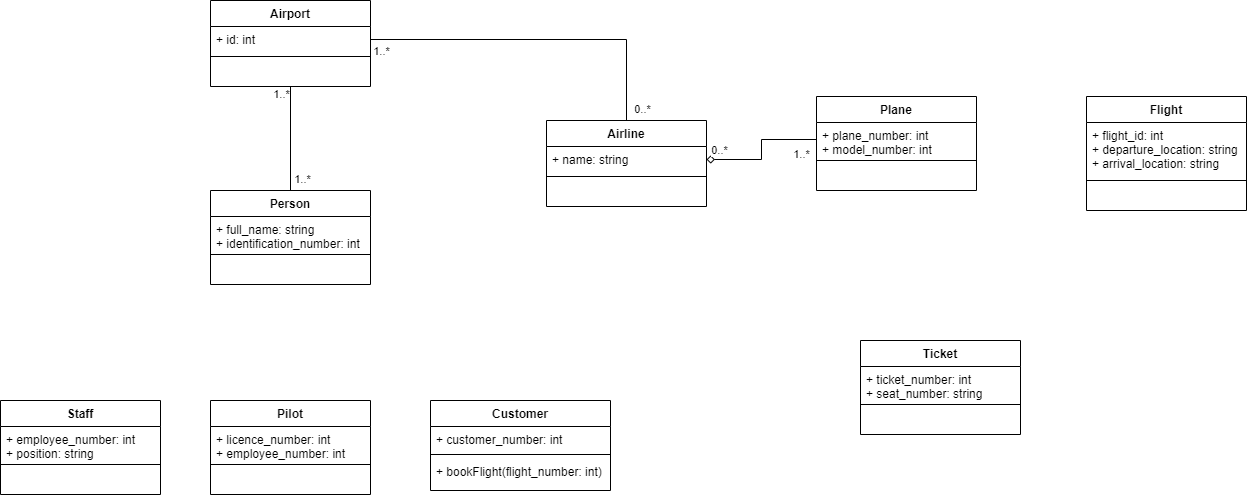 Airport
+ id: int
1..*
1..*
0..*
1..*
Airline
+ name: string
0..*
1..*
Plane
+ plane_number: int
+ model_number: int
Flight
+ flight_id: int
+ departure_location: string
+ arrival_location: string
Person
+ full_name: string
+ identification_number: int
Ticket
+ ticket_number: int
+ seat_number: string
Staff
+ employee_number: int
+ position: string
Pilot
+ licence_number: int
+ employee_number: int
Customer
+ customer_number: int
+ bookFlight(flight_number: int)